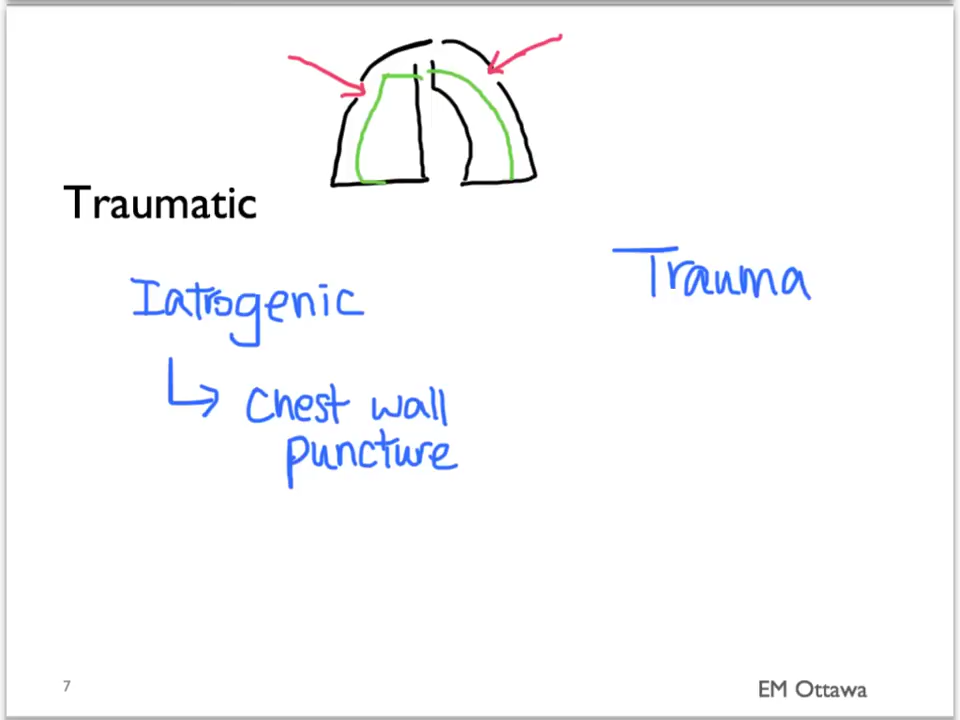 Traumatic
Iatrogenic
Trauma
Chest wall
puncture
7
EM Ottawa